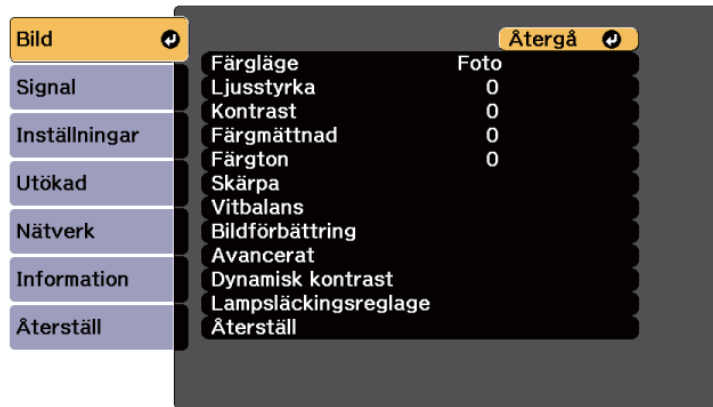 Bild
Signal
Inställningar
Utökad
Nätverk
Information
Återställ
Återgå
Färgläge Foto
Ljusstyrka 0
Kontrast 0
Färgmättnad 0
Färgton 0
Skärpa
Vitbalans
Bildförbättring
Avancerat
Dynamisk kontrast
Lampsläckingsreglage
Återställ